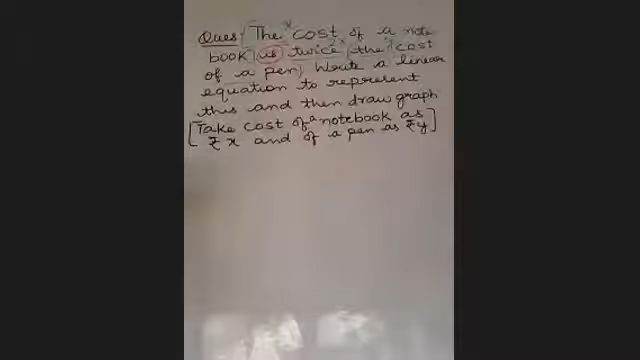 Ques The cost of a note
book is twice the cost
of a pen. Write a linear
equation to represent
this and then draw graph
[Take cost of a notebook as
₹ x and of a pen as ₹ y]